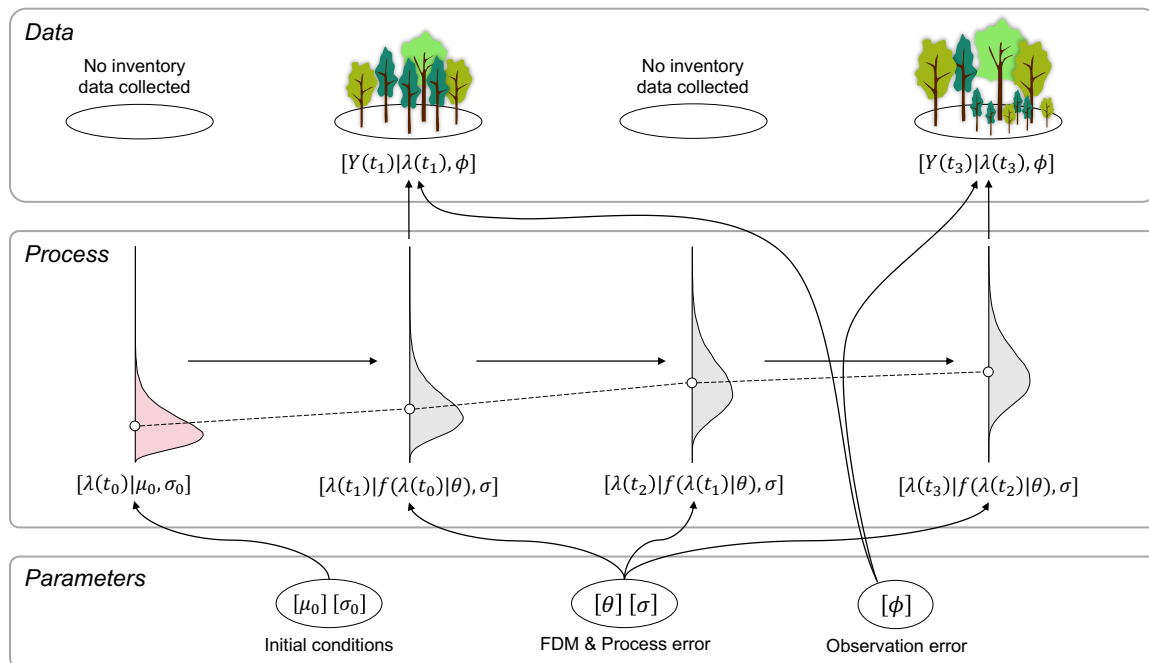 Data
No inventory
data collected
No inventory
data collected
[Y(t₁)|λ(t₁), ϕ]
[Y(t₃)|λ(t₃), ϕ]
Process
[λ(t₀)|μ₀, σ₀]
[λ(t₁)|f(λ(t₀)|θ), σ]
[λ(t₂)|f(λ(t₁)|θ), σ]
[λ(t₃)|f(λ(t₂)|θ), σ]
Parameters
[μ₀] [σ₀]
[θ] [σ]
[ϕ]
Initial conditions
FDM & Process error
Observation error